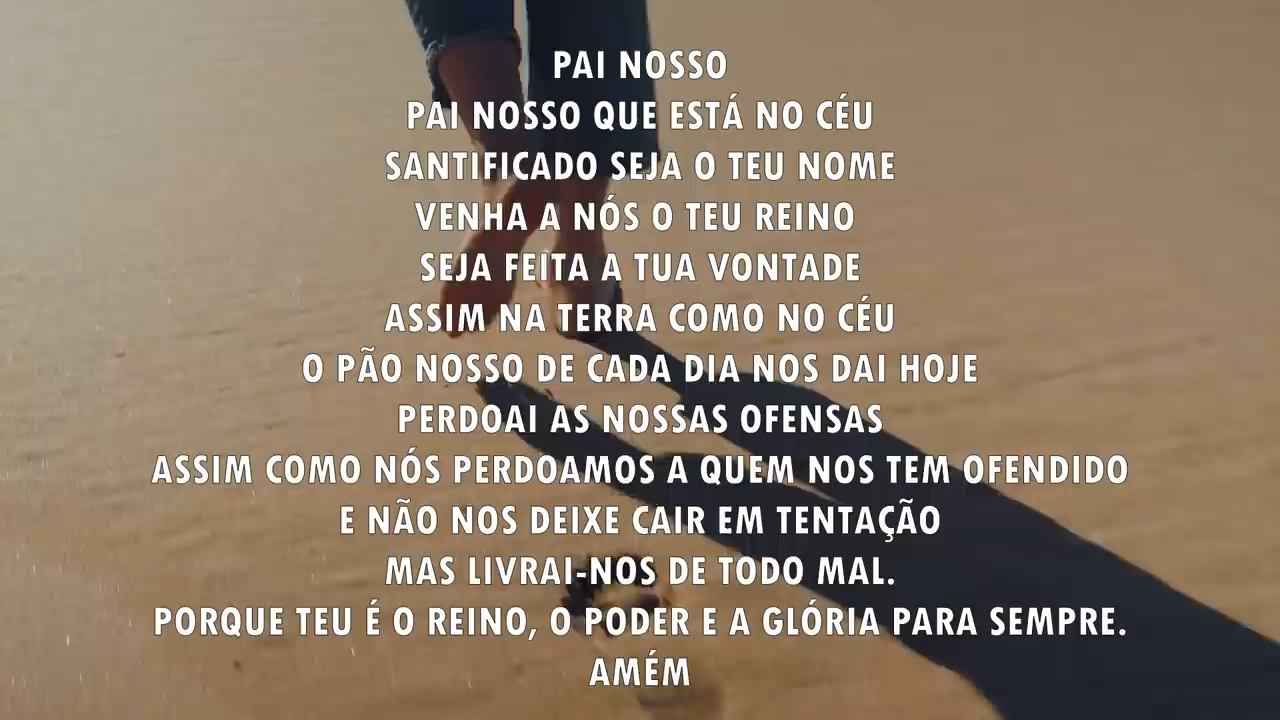 PAI NOSSO
PAI NOSSO QUE ESTÁ NO CÉU
SANTIFICADO SEJA O TEU NOME
VENHA A NÓS O TEU REINO
SEJA FEITA A TUA VONTADE
ASSIM NA TERRA COMO NO CÉU
O PÃO NOSSO DE CADA DIA NOS DAI HOJE
PERDOAI AS NOSSAS OFENSAS
ASSIM COMO NÓS PERDOAMOS A QUEM NOS TEM OFENDIDO
E NÃO NOS DEIXE CAIR EM TENTAÇÃO
MAS LIVRAI-NOS DE TODO MAL.
PORQUE TEU É O REINO, O PODER E A GLÓRIA PARA SEMPRE.
AMÉM